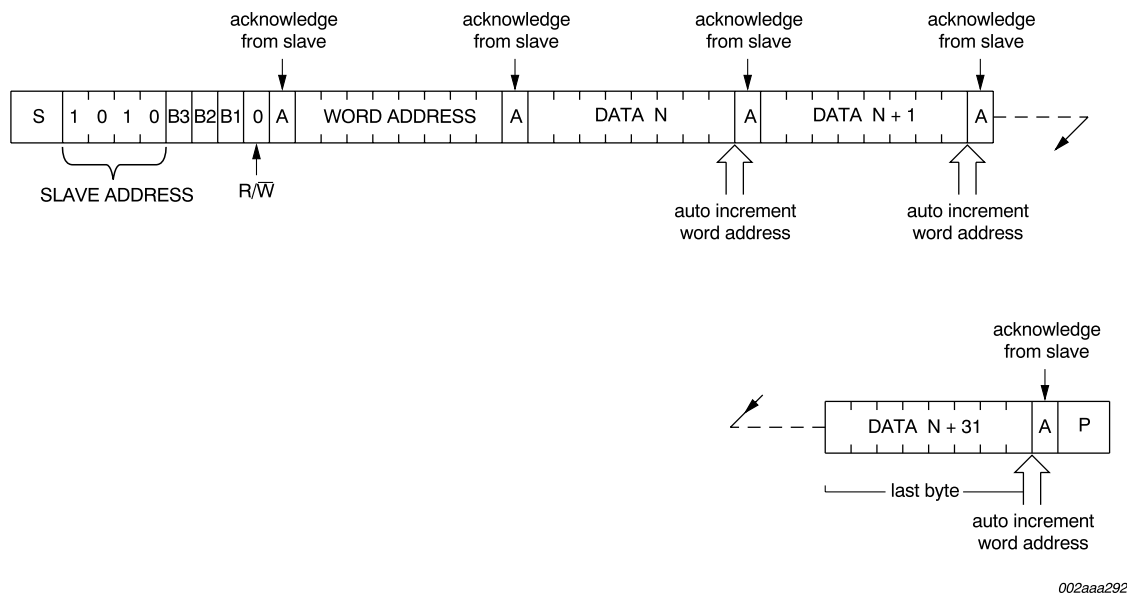 acknowledge
from slave
acknowledge
from slave
acknowledge
from slave
acknowledge
from slave
S 1 0 1 0 B3 B2 B1 0 A WORD ADDRESS A DATA N A DATA N + 1 A
SLAVE ADDRESS
R/W̅
auto increment
word address
auto increment
word address
acknowledge
from slave
DATA N + 31 A P
last byte
auto increment
word address
002aaa292